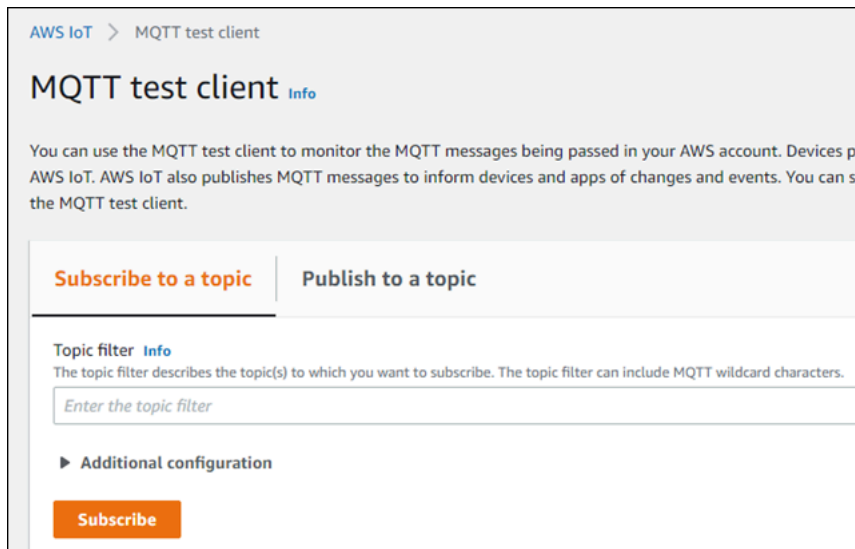 AWS IoT > MQTT test client
MQTT test client Info
You can use the MQTT test client to monitor the MQTT messages being passed in your AWS account. Devices
AWS IoT. AWS IoT also publishes MQTT messages to inform devices and apps of changes and events. You can
the MQTT test client.
Subscribe to a topic Publish to a topic
Topic filter Info
The topic filter describes the topic(s) to which you want to subscribe. The topic filter can include MQTT wildcard characters.
Enter the topic filter
Additional configuration
Subscribe